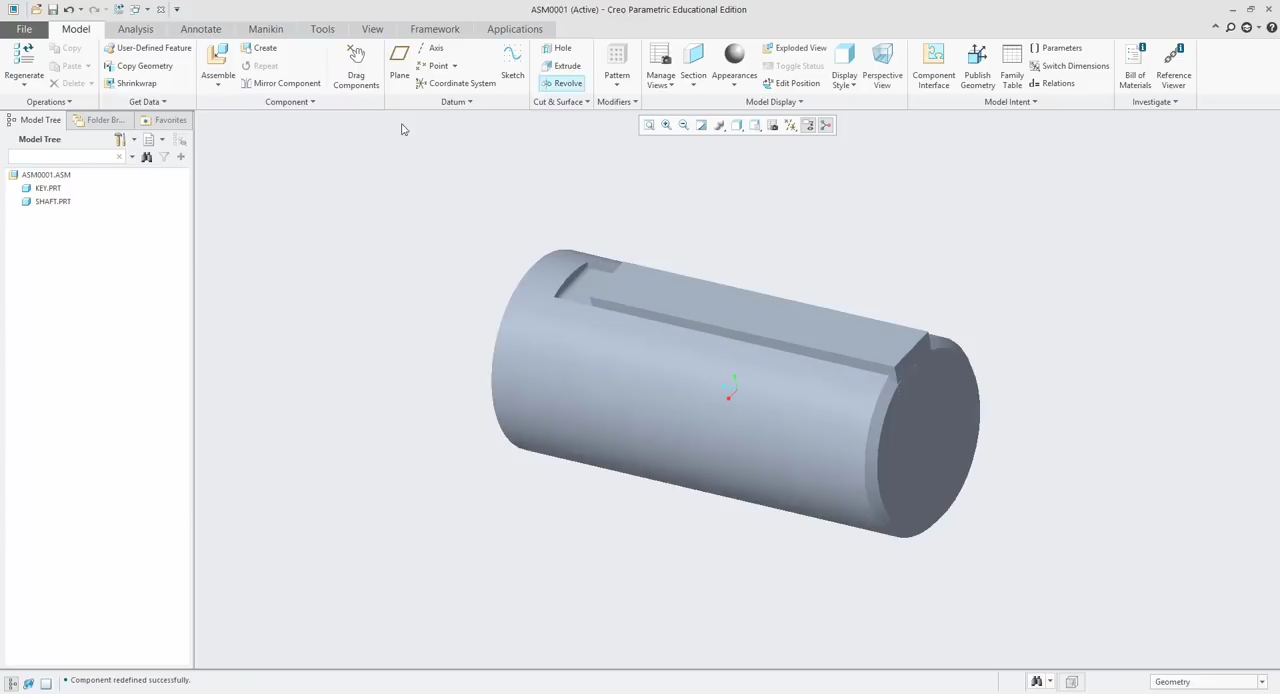 ASM0001 (Active) - Creo Parametric Educational Edition
File Model Analysis Annotate Manikin Tools View Framework Applications
Regenerate
Copy
Paste
Delete
Operations
User-Defined Feature
Copy Geometry
Shrinkwrap
Get Data
Assemble
Create
Repeat
Mirror Component
Drag
Components
Component
Plane
Axis
Point
Coordinate System
Sketch
Datum
Hole
Extrude
Revolve
Cut & Surface
Pattern
Modifiers
Manage
Views
Section
Appearances
Exploded View
Toggle Status
Edit Position
Display
Style
Perspective
View
Model Display
Component
Interface
Publish
Geometry
Family
Table
Parameters
Switch Dimensions
Relations
Model Intent
Bill of
Materials
Reference
Viewer
Investigate
Model Tree Folder Br... Favorites
Model Tree
ASM0001.ASM
KEY.PRT
SHAFT.PRT
• Component redefined successfully.
Geometry